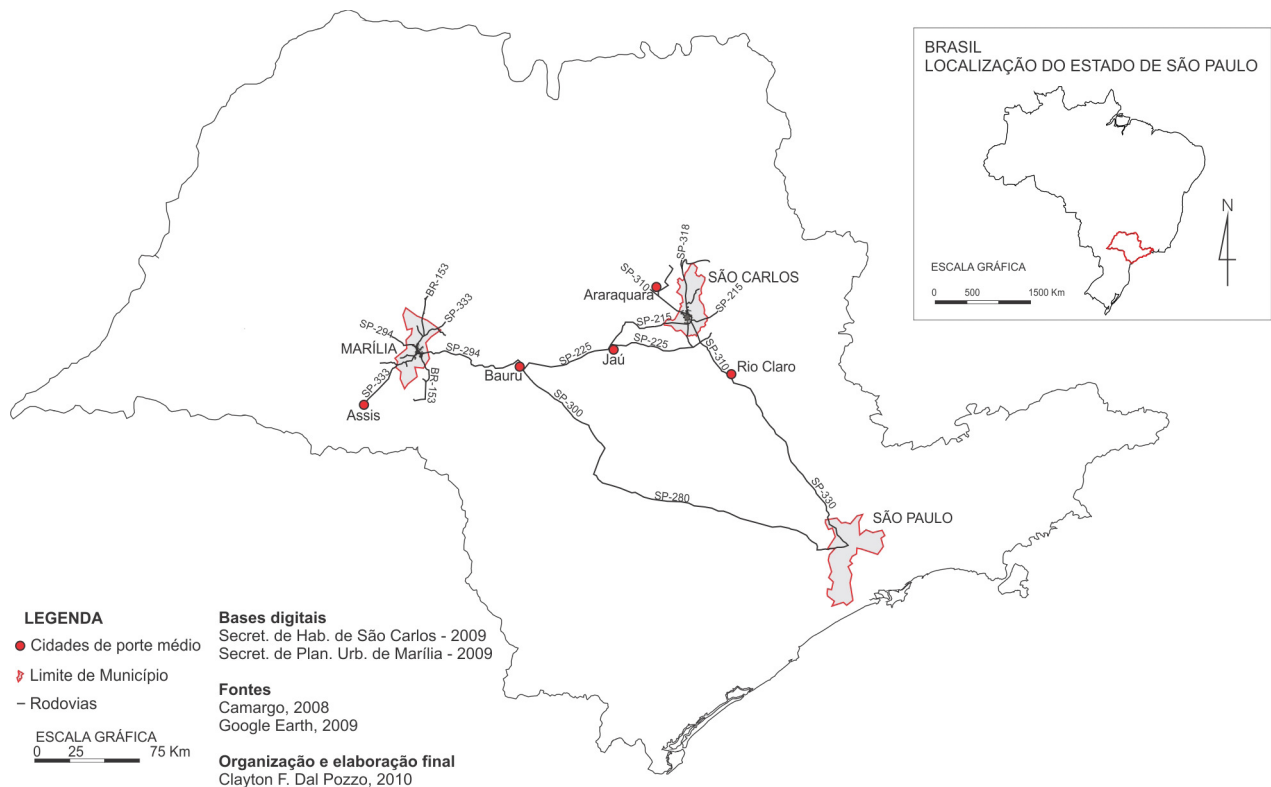 BRASIL
LOCALIZAÇÃO DO ESTADO DE SÃO PAULO
N
ESCALA GRÁFICA
0 500 1500 Km
SP-318
SÃO CARLOS
SP-310
Araraquara
SP-215
BR-153
SP-333
SP-294
MARÍLIA
SP-294
SP-215
SP-225
SP-225
Jaú
SP-310
Rio Claro
Bauru
SP-333
BR-153
Assis
SP-300
SP-280
SP-330
SÃO PAULO
LEGENDA
Cidades de porte médio
Limite de Município
Rodovias
ESCALA GRÁFICA
0 25 75 Km
Bases digitais
Secret. de Hab. de São Carlos - 2009
Secret. de Plan. Urb. de Marília - 2009
Fontes
Camargo, 2008
Google Earth, 2009
Organização e elaboração final
Clayton F. Dal Pozzo, 2010